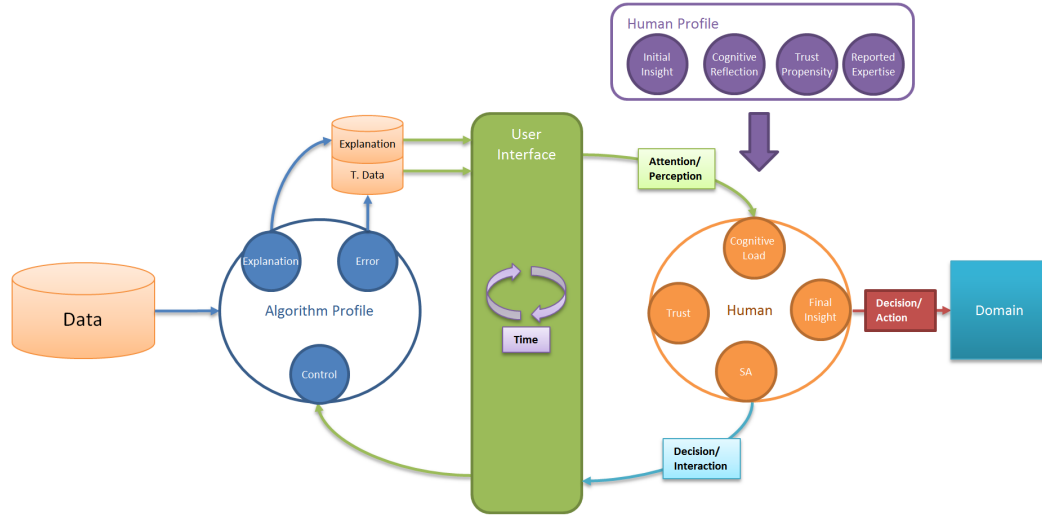 Human Profile
Initial
Insight
Cognitive
Reflection
Trust
Propensity
Reported
Expertise
Explanation
T. Data
User
Interface
Attention/
Perception
Explanation
Error
Cognitive
Load
Data
Algorithm Profile
Trust
Human
Final
Insight
Decision/
Action
Domain
Time
Control
SA
Decision/
Interaction